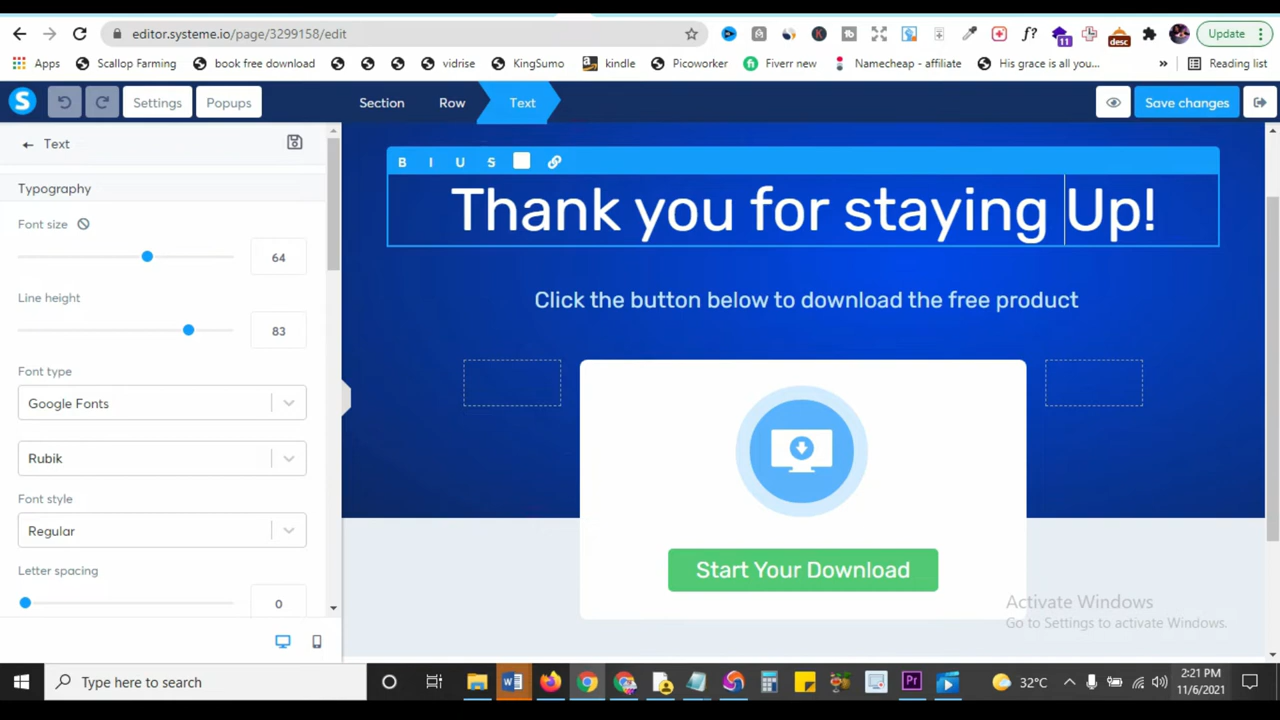 editor.systeme.io/page/3299158/edit
f?
11
desc
Update
Apps
Scallop Farming
book free download
vidrise
KingSumo
kindle
Picoworker
Fiverr new
Namecheap - affiliate
His grace is all you...
»
Reading list
S
Settings
Popups
Section
Row
Text
Save changes
← Text
Typography
Font size
64
Line height
83
Font type
Google Fonts
Rubik
Font style
Regular
Letter spacing
0
B I U S
Thank you for staying Up!
Click the button below to download the free product
Start Your Download
Activate Windows
Go to Settings to activate Windows.
Type here to search
W
Pr
32°C
2:21 PM
11/6/2021